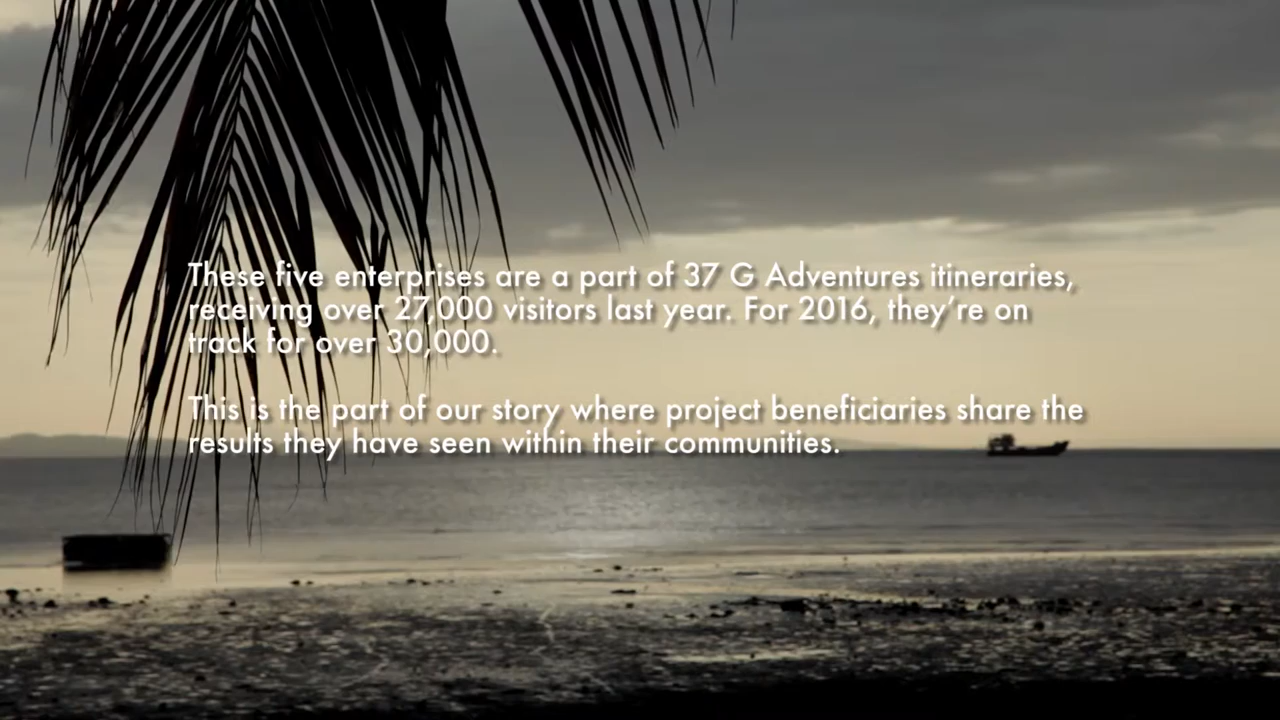 These five enterprises are a part of 37 G Adventures itineraries,
receiving over 27,000 visitors last year. For 2016, they’re on
track for over 30,000.
This is the part of our story where project beneficiaries share the
results they have seen within their communities.